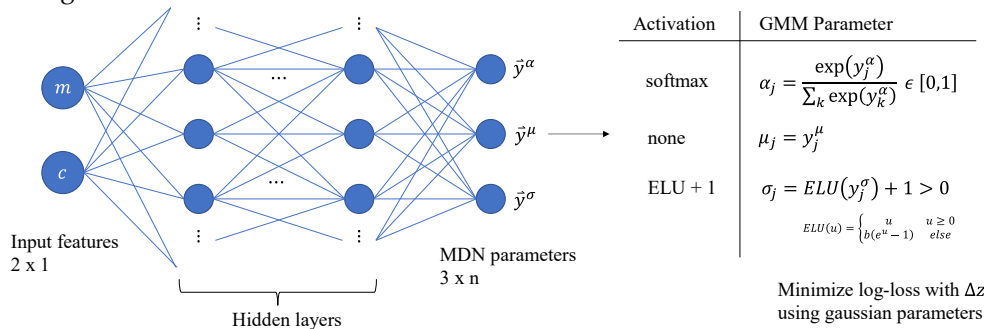 m
c
Input features
2 x 1
...
...
Hidden layers
ȳ^α
ȳ^μ
ȳ^σ
MDN parameters
3 x n
Activation GMM Parameter
softmax α_j = exp(y_j^α) / ∑_k exp(y_k^α) ϵ [0,1]
none μ_j = y_j^μ
ELU + 1 σ_j = ELU(y_j^σ) + 1 > 0
ELU(u) = { u u ≥ 0
b(e^u − 1) else
Minimize log-loss with Δz
using gaussian parameters